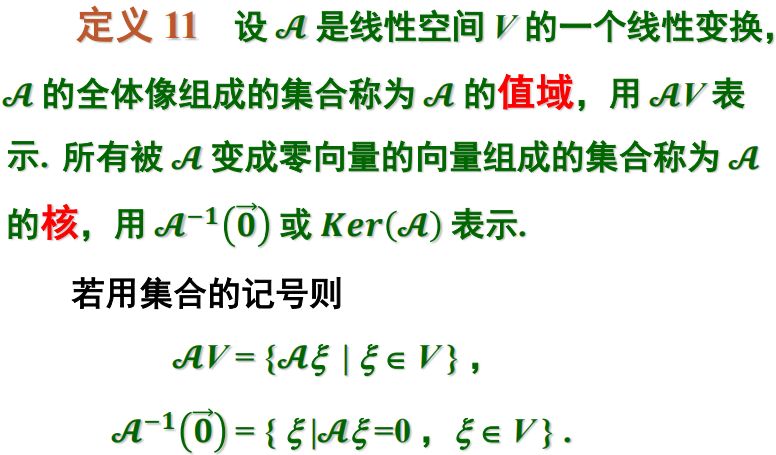 定义 11 设 𝓐 是线性空间 V 的一个线性变换，
𝓐 的全体像组成的集合称为 𝓐 的值域，用 𝓐V 表
示. 所有被 𝓐 变成零向量的向量组成的集合称为 𝓐
的核，用 𝓐⁻¹(0⃗) 或 Ker(𝓐) 表示.
若用集合的记号则
𝓐V = {𝓐ξ | ξ ∈ V}，
𝓐⁻¹(0⃗) = { ξ|𝓐ξ=0， ξ ∈ V} .